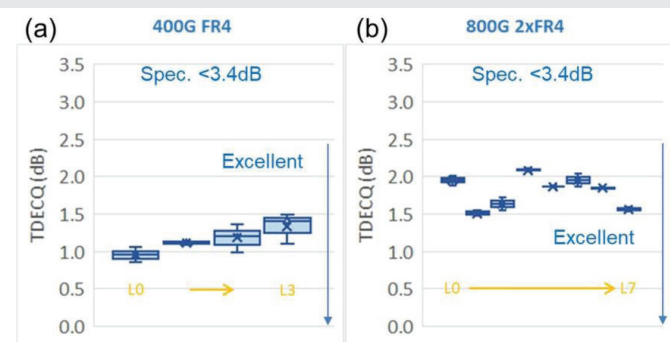 (a) 400G FR4
Spec. <3.4dB
3.5
3.0
2.5
2.0
1.5
1.0
0.5
0.0
TDECQ (dB)
Excellent
L0 L3
(b) 800G 2xFR4
Spec. <3.4dB
3.5
3.0
2.5
2.0
1.5
1.0
0.5
0.0
TDECQ (dB)
Excellent
L0 L7